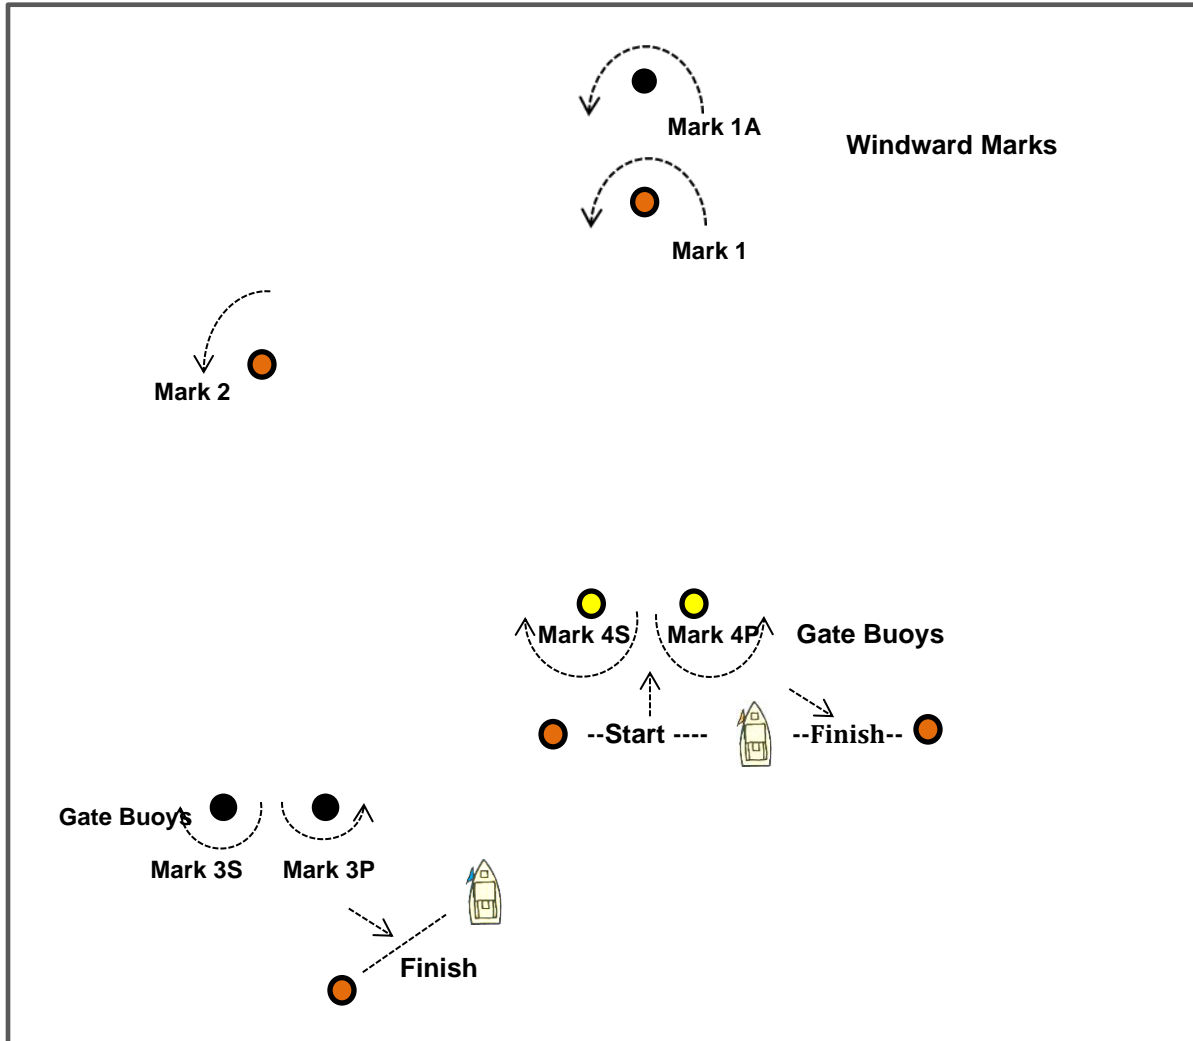 Mark 1A
Windward Marks
Mark 1
Mark 2
Mark 4S
Mark 4P
Gate Buoys
--Start ----
--Finish--
Gate Buoys
Mark 3S
Mark 3P
Finish